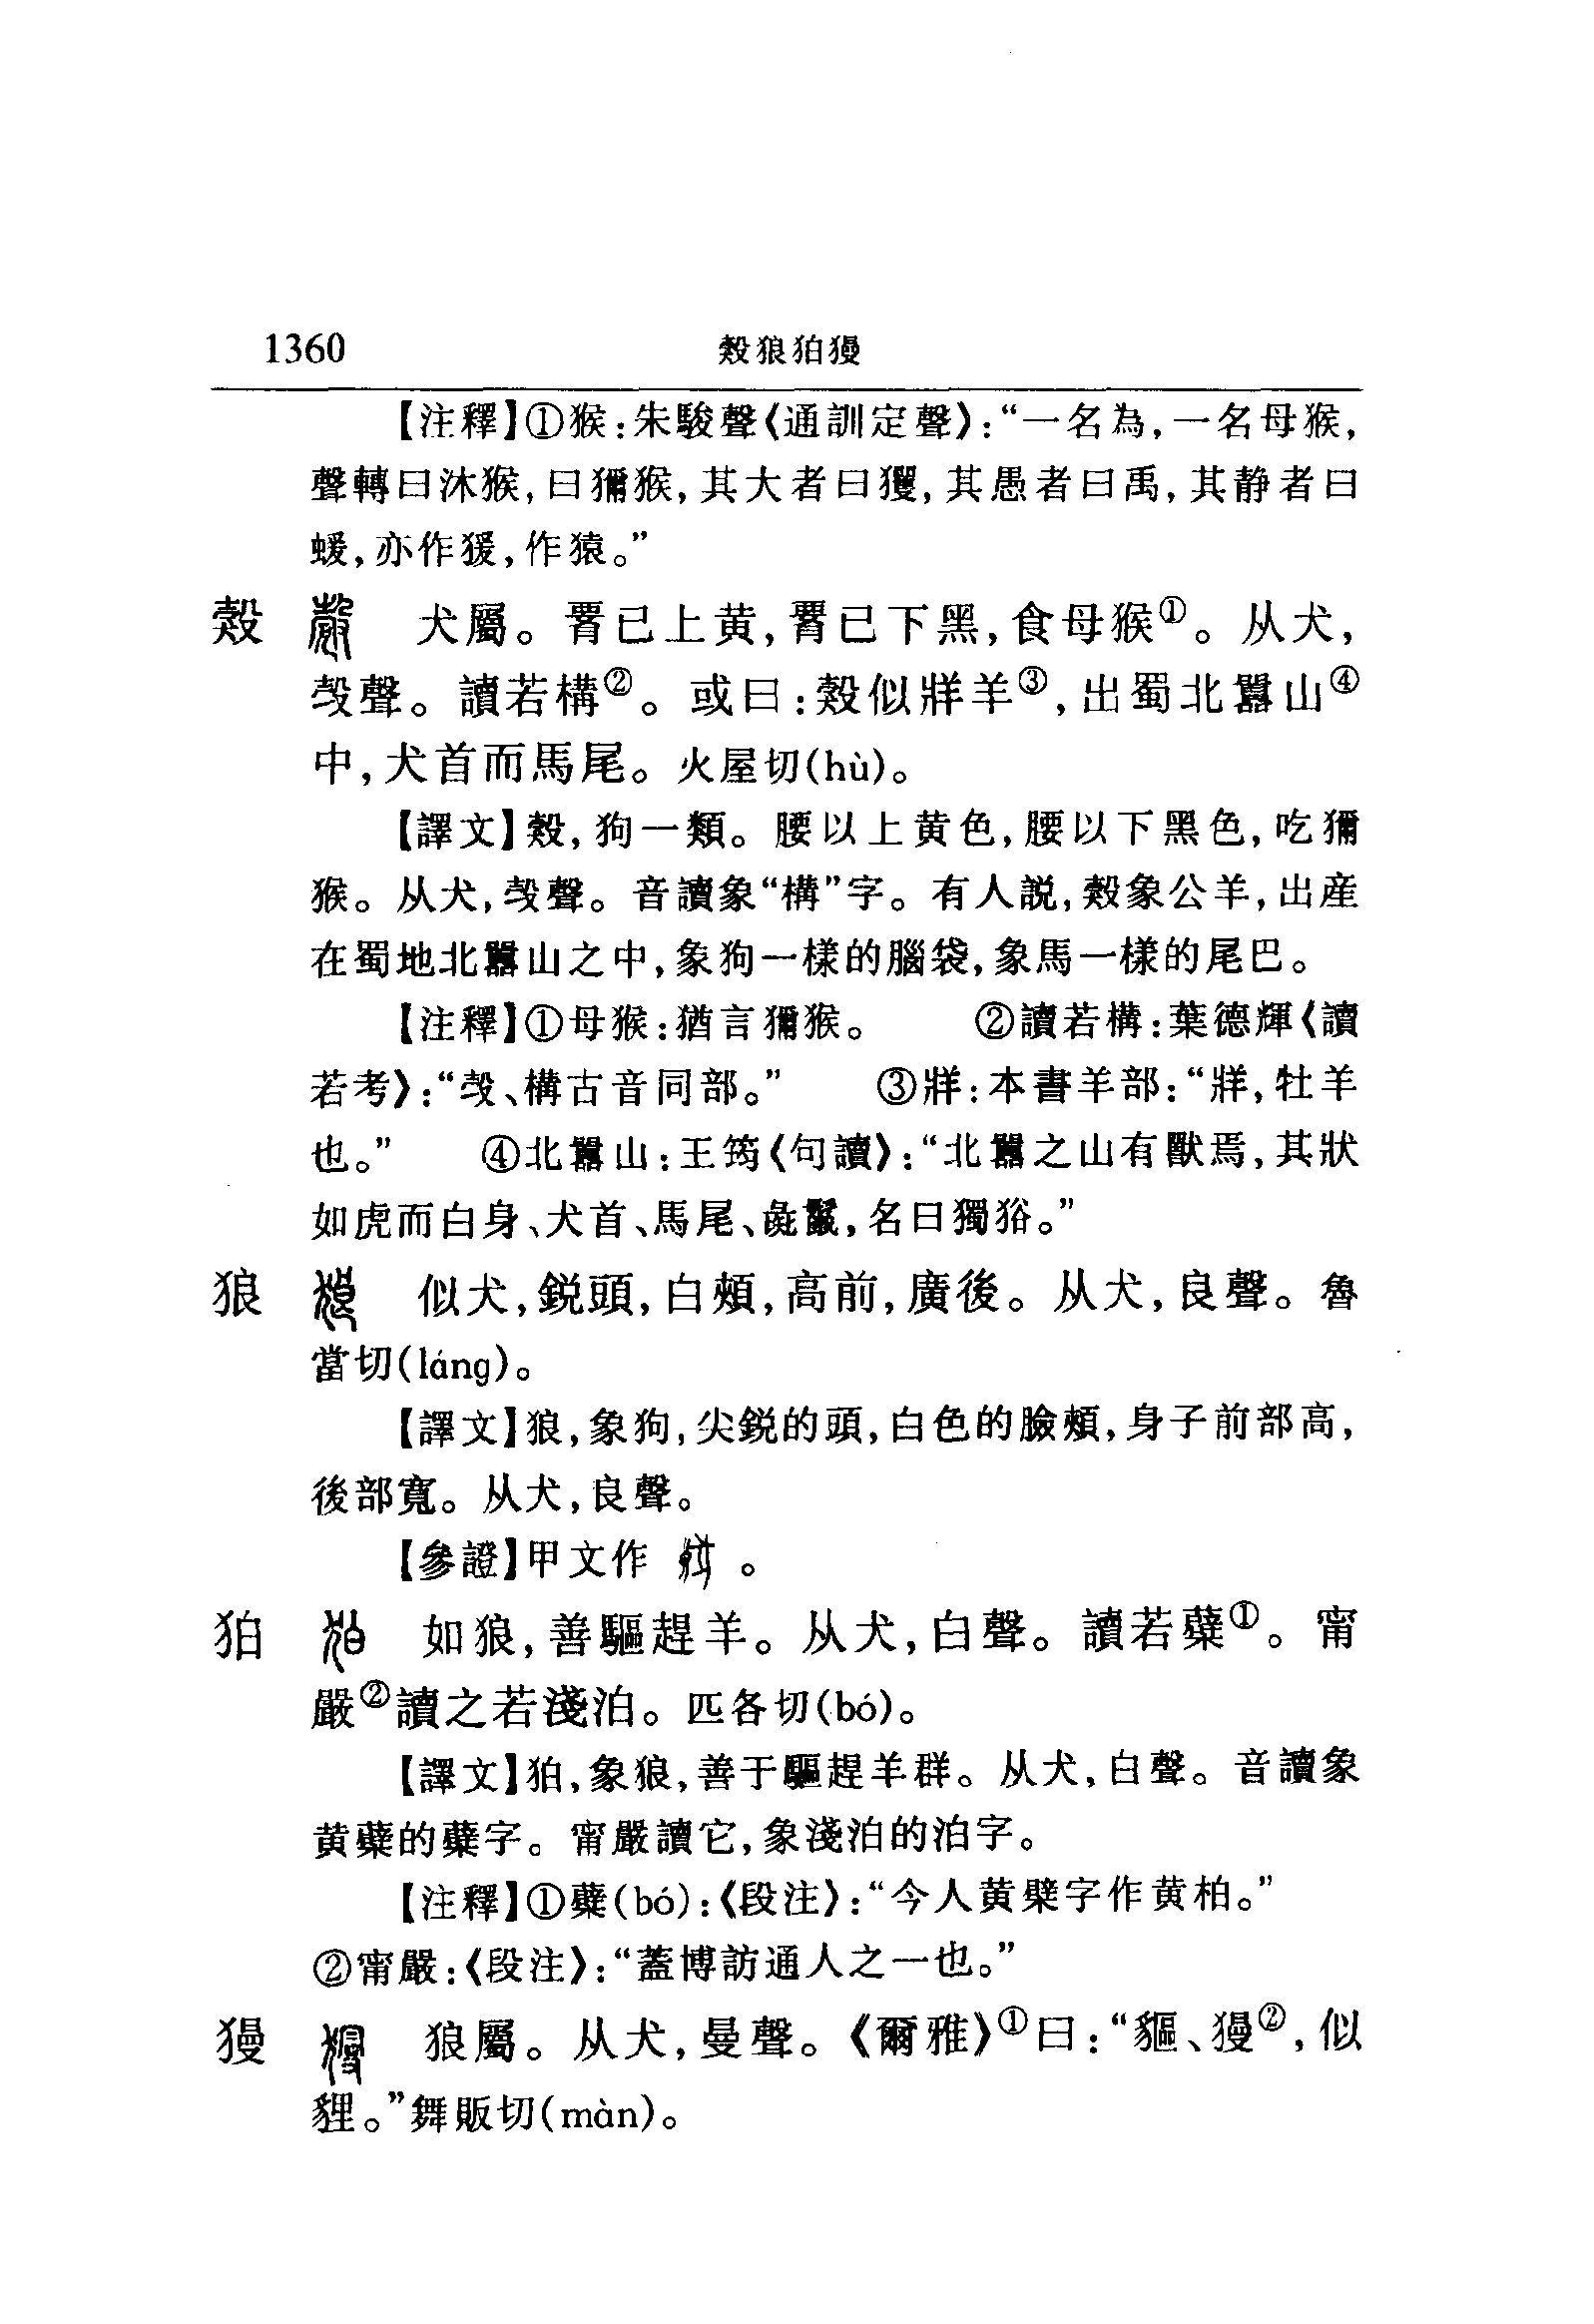 1360 㺉狼狛獌
【注釋】①猴:朱駿聲《通訓定聲》:“一名為,一名母猴,
聲轉曰沐猴,曰獼猴,其大者曰玃,其愚者曰禹,其静者曰
蝯,亦作猨,作猿。”
㺉 犬屬。䙲已上黄,䙲已下黑,食母猴①。从犬,
㱿聲。讀若構②。或曰:㺉似牂羊③,出蜀北嚻山④
中,犬首而馬尾。火屋切(hù)。
【譯文】㺉,狗一類。腰以上黄色,腰以下黑色,吃獼
猴。从犬,㱿聲。音讀象“構”字。有人説,㺉象公羊,出産
在蜀地北嚻山之中,象狗一樣的腦袋,象馬一樣的尾巴。
【注釋】①母猴:猶言獼猴。 ②讀若構:葉德輝《讀
若考》:“㱿、構古音同部。” ③牂:本書羊部:“牂,牡羊
也。” ④北嚻山:王筠《句讀》:“北嚻之山有獸焉,其狀
如虎而白身、犬首、馬尾、彘鬣,名曰獨𤞞。”
狼 似犬,鋭頭,白頰,高前,廣後。从犬,良聲。魯
當切(láng)。
【譯文】狼,象狗,尖鋭的頭,白色的臉頰,身子前部高,
後部寬。从犬,良聲。
【參證】甲文作 。
狛 如狼,善驅趕羊。从犬,白聲。讀若蘗①。甯
嚴②讀之若淺泊。匹各切(bó)。
【譯文】狛,象狼,善于驅趕羊群。从犬,白聲。音讀象
黄蘗的蘗字。甯嚴讀它,象淺泊的泊字。
【注釋】①蘗(bó):《段注》:“今人黄檗字作黄柏。”
②甯嚴:《段注》:“蓋博訪通人之一也。”
獌 狼屬。从犬,曼聲。《爾雅》①曰:“貙、獌②,似
貍。”舞販切(màn)。